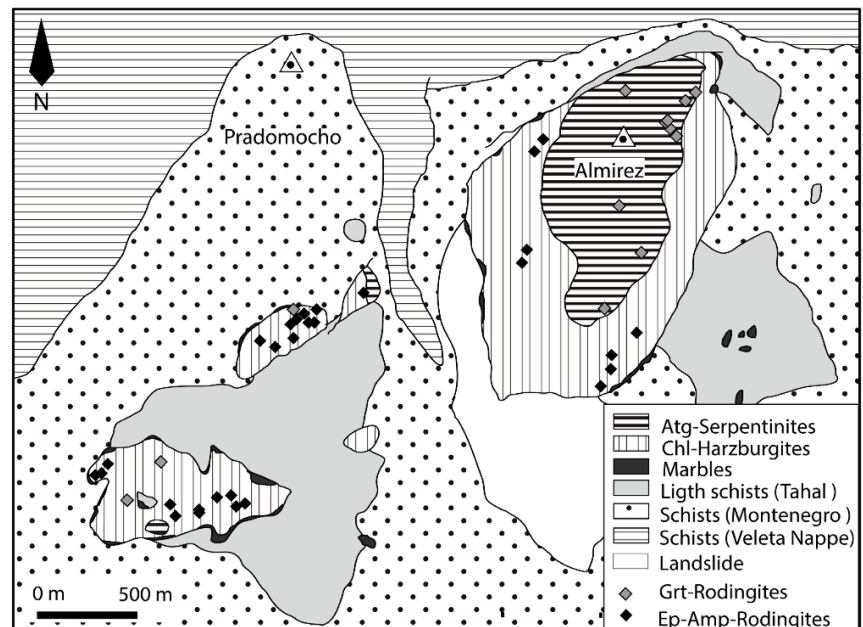 N
Pradomocho
Almirez
Atg-Serpentinites
Chl-Harzburgites
Marbles
Ligth schists (Tahal )
Schists (Montenegro )
Schists (Veleta Nappe)
Landslide
Grt-Rodingites
Ep-Amp-Rodingites
0 m 500 m